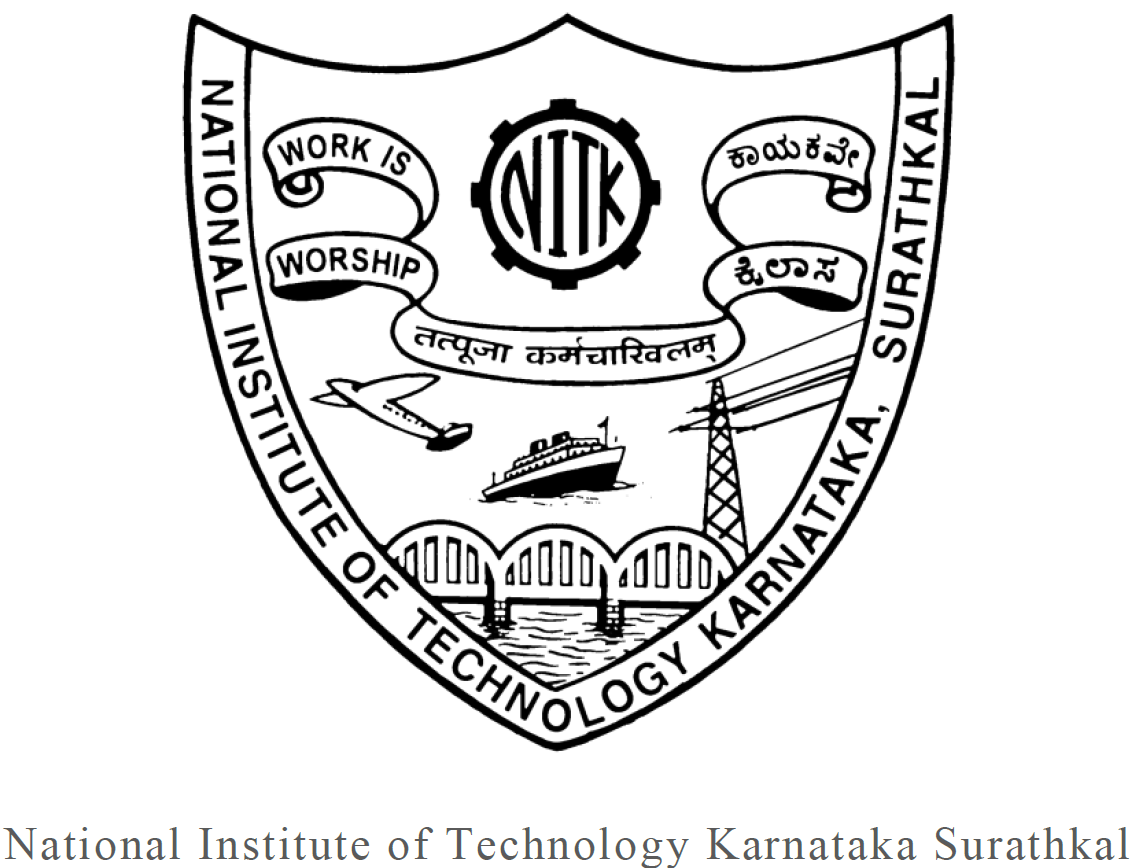 NATIONAL INSTITUTE OF TECHNOLOGY KARNATAKA, SURATHKAL
WORK IS
WORSHIP
NITK
ಕಾಯಕವೇ
ಕೈಲಾಸ
तत्पूजा कर्मचाखिलम्
National Institute of Technology Karnataka Surathkal